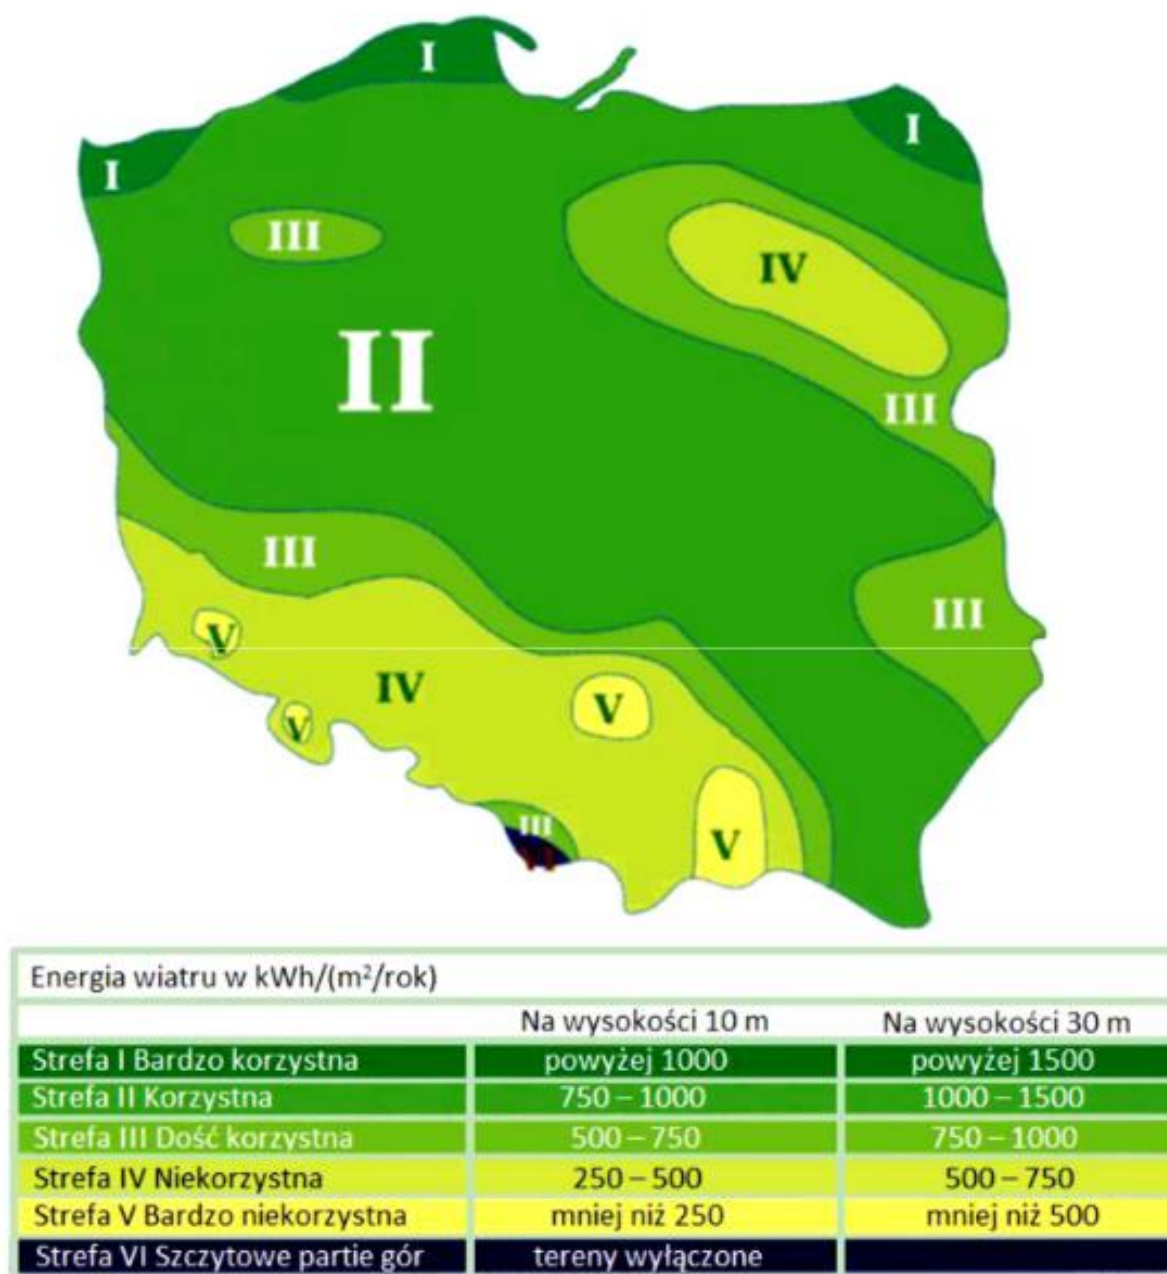 I
I
I
III
IV
II
III
III
III
V
IV
V
V
III
V
VI
Energia wiatru w kWh/(m²/rok)
Na wysokości 10 m Na wysokości 30 m
Strefa I Bardzo korzystna powyżej 1000 powyżej 1500
Strefa II Korzystna 750 – 1000 1000 – 1500
Strefa III Dość korzystna 500 – 750 750 – 1000
Strefa IV Niekorzystna 250 – 500 500 – 750
Strefa V Bardzo niekorzystna mniej niż 250 mniej niż 500
Strefa VI Szczytowe partie gór tereny wyłączone